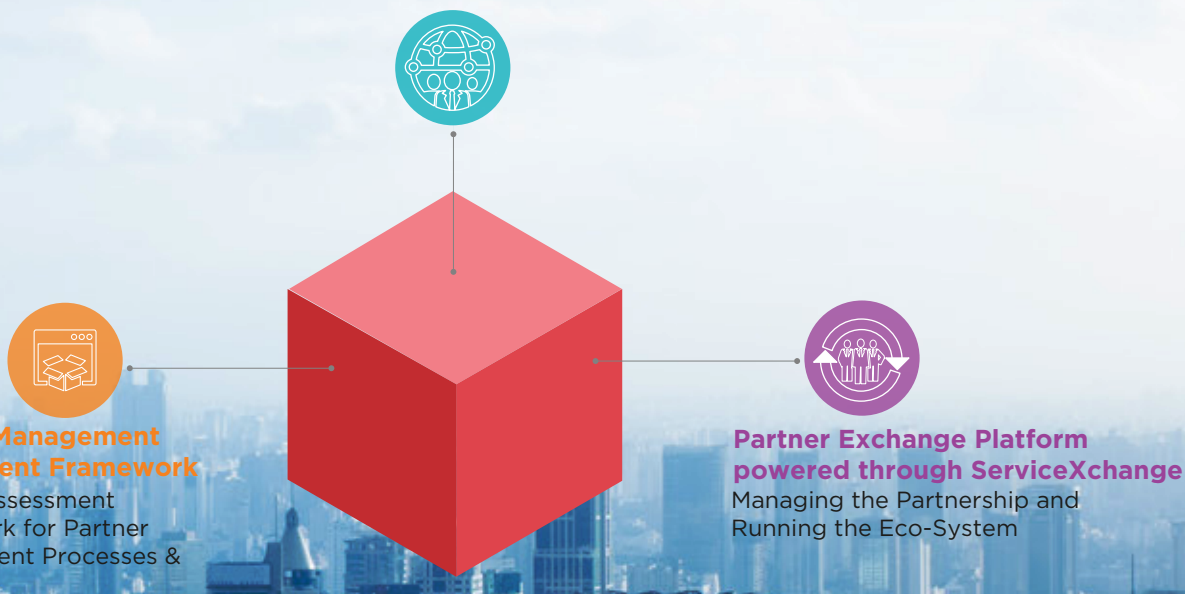 Management
ent Framework
ssessment
rk for Partner
ent Processes &
Partner Exchange Platform
powered through ServiceXchange
Managing the Partnership and
Running the Eco-System